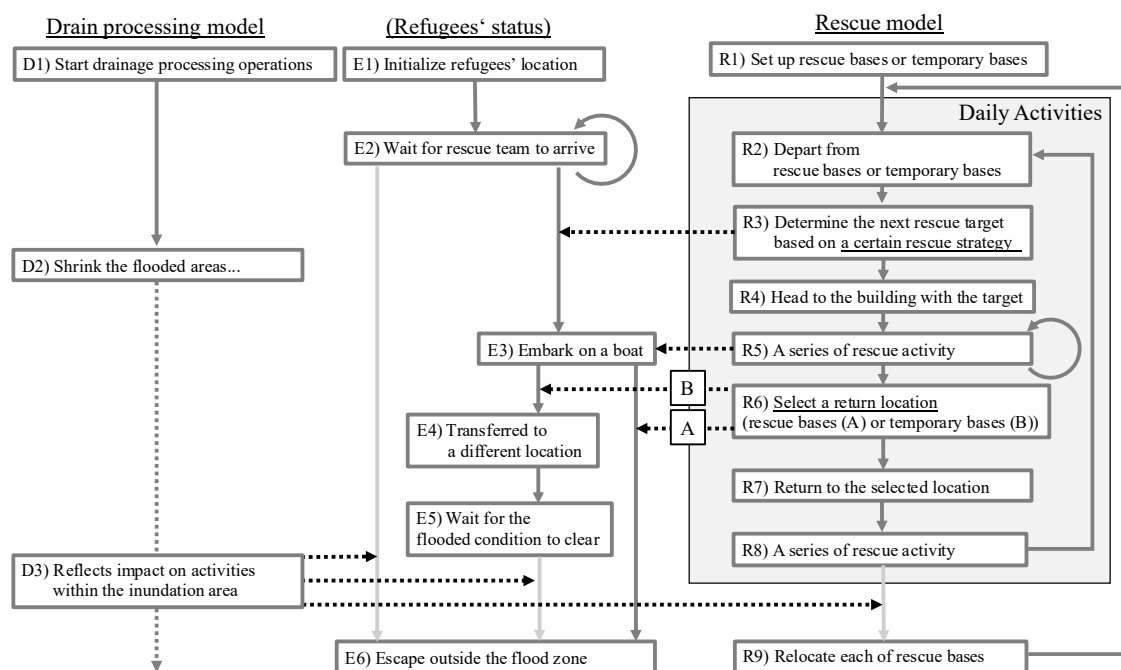 Drain processing model
D1) Start drainage processing operations
D2) Shrink the flooded areas...
D3) Reflects impact on activities
within the inundation area
(Refugees‘ status)
E1) Initialize refugees’ location
E2) Wait for rescue team to arrive
E3) Embark on a boat
B
A
E4) Transferred to
a different location
E5) Wait for the
flooded condition to clear
E6) Escape outside the flood zone
Rescue model
R1) Set up rescue bases or temporary bases
Daily Activities
R2) Depart from
rescue bases or temporary bases
R3) Determine the next rescue target
based on a certain rescue strategy
R4) Head to the building with the target
R5) A series of rescue activity
R6) Select a return location
(rescue bases (A) or temporary bases (B))
R7) Return to the selected location
R8) A series of rescue activity
R9) Relocate each of rescue bases